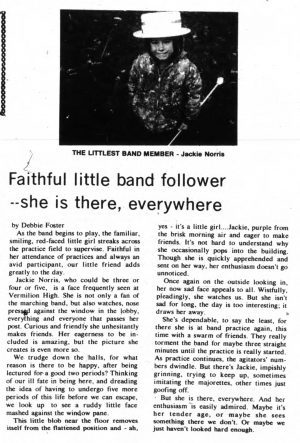 THE LITTLEST BAND MEMBER - Jackie Norris
Faithful little band follower
--she is there, everywhere
by Debbie Foster
As the band begins to play, the familiar,
smiling, red-faced little girl streaks across
the practice field to supervise. Faithful in
her attendance of practices and always an
avid participant, our little friend adds
greatly to the day.
Jackie Norris, who could be three or
four or five, is a face frequently seen at
Vermilion High. She is not only a fan of
the marching band, but also watches, nose
pressed against the window, in the lobby,
everything and everyone that passes her
post. Curious and friendly she unhesitantly
makes friends. Her eagerness to be in-
cluded is amazing, but the picture she
creates is even more so.
We trudge down the halls, for what
reason is there to be happy, after being
lectured for a good two periods? Thinking
of our ill fate in being here, and dreading
the idea of having to undergo five more
periods of this life before we can escape,
we look up to see a ruddy little face
mashed against the window pane.
This little blob near the floor removes
itself from the flattened position and - ah,
yes - it's a little girl....Jackie, purple from
the brisk morning air and eager to make
friends. It's not hard to understand why
she occasionally pops into the building.
Though she is quickly apprehended and
sent on her way, her enthusiasm doesn't go
unnoticed.
Once again on the outside looking in,
her now sad face appeals to all. Wistfully,
pleadingly, she watches us. But she isn't
sad for long, the day is too interesting; it
draws her away.
She's dependable, to say the least, for
there she is at band practice again, this
time with a swarm of friends. They really
torment the band for maybe three straight
minutes until the practice is really started.
As practice continues, the agitators' num-
bers dwindle. But there's Jackie, impishly
grinning, trying to keep up, sometimes
imitating the majorettes, other times just
goofing off.
But she is there, everywhere. And her
enthusiasm is easily admired. Maybe it's
her tender age, or maybe she sees
something there we don't. Or maybe we
just haven't looked hard enough.